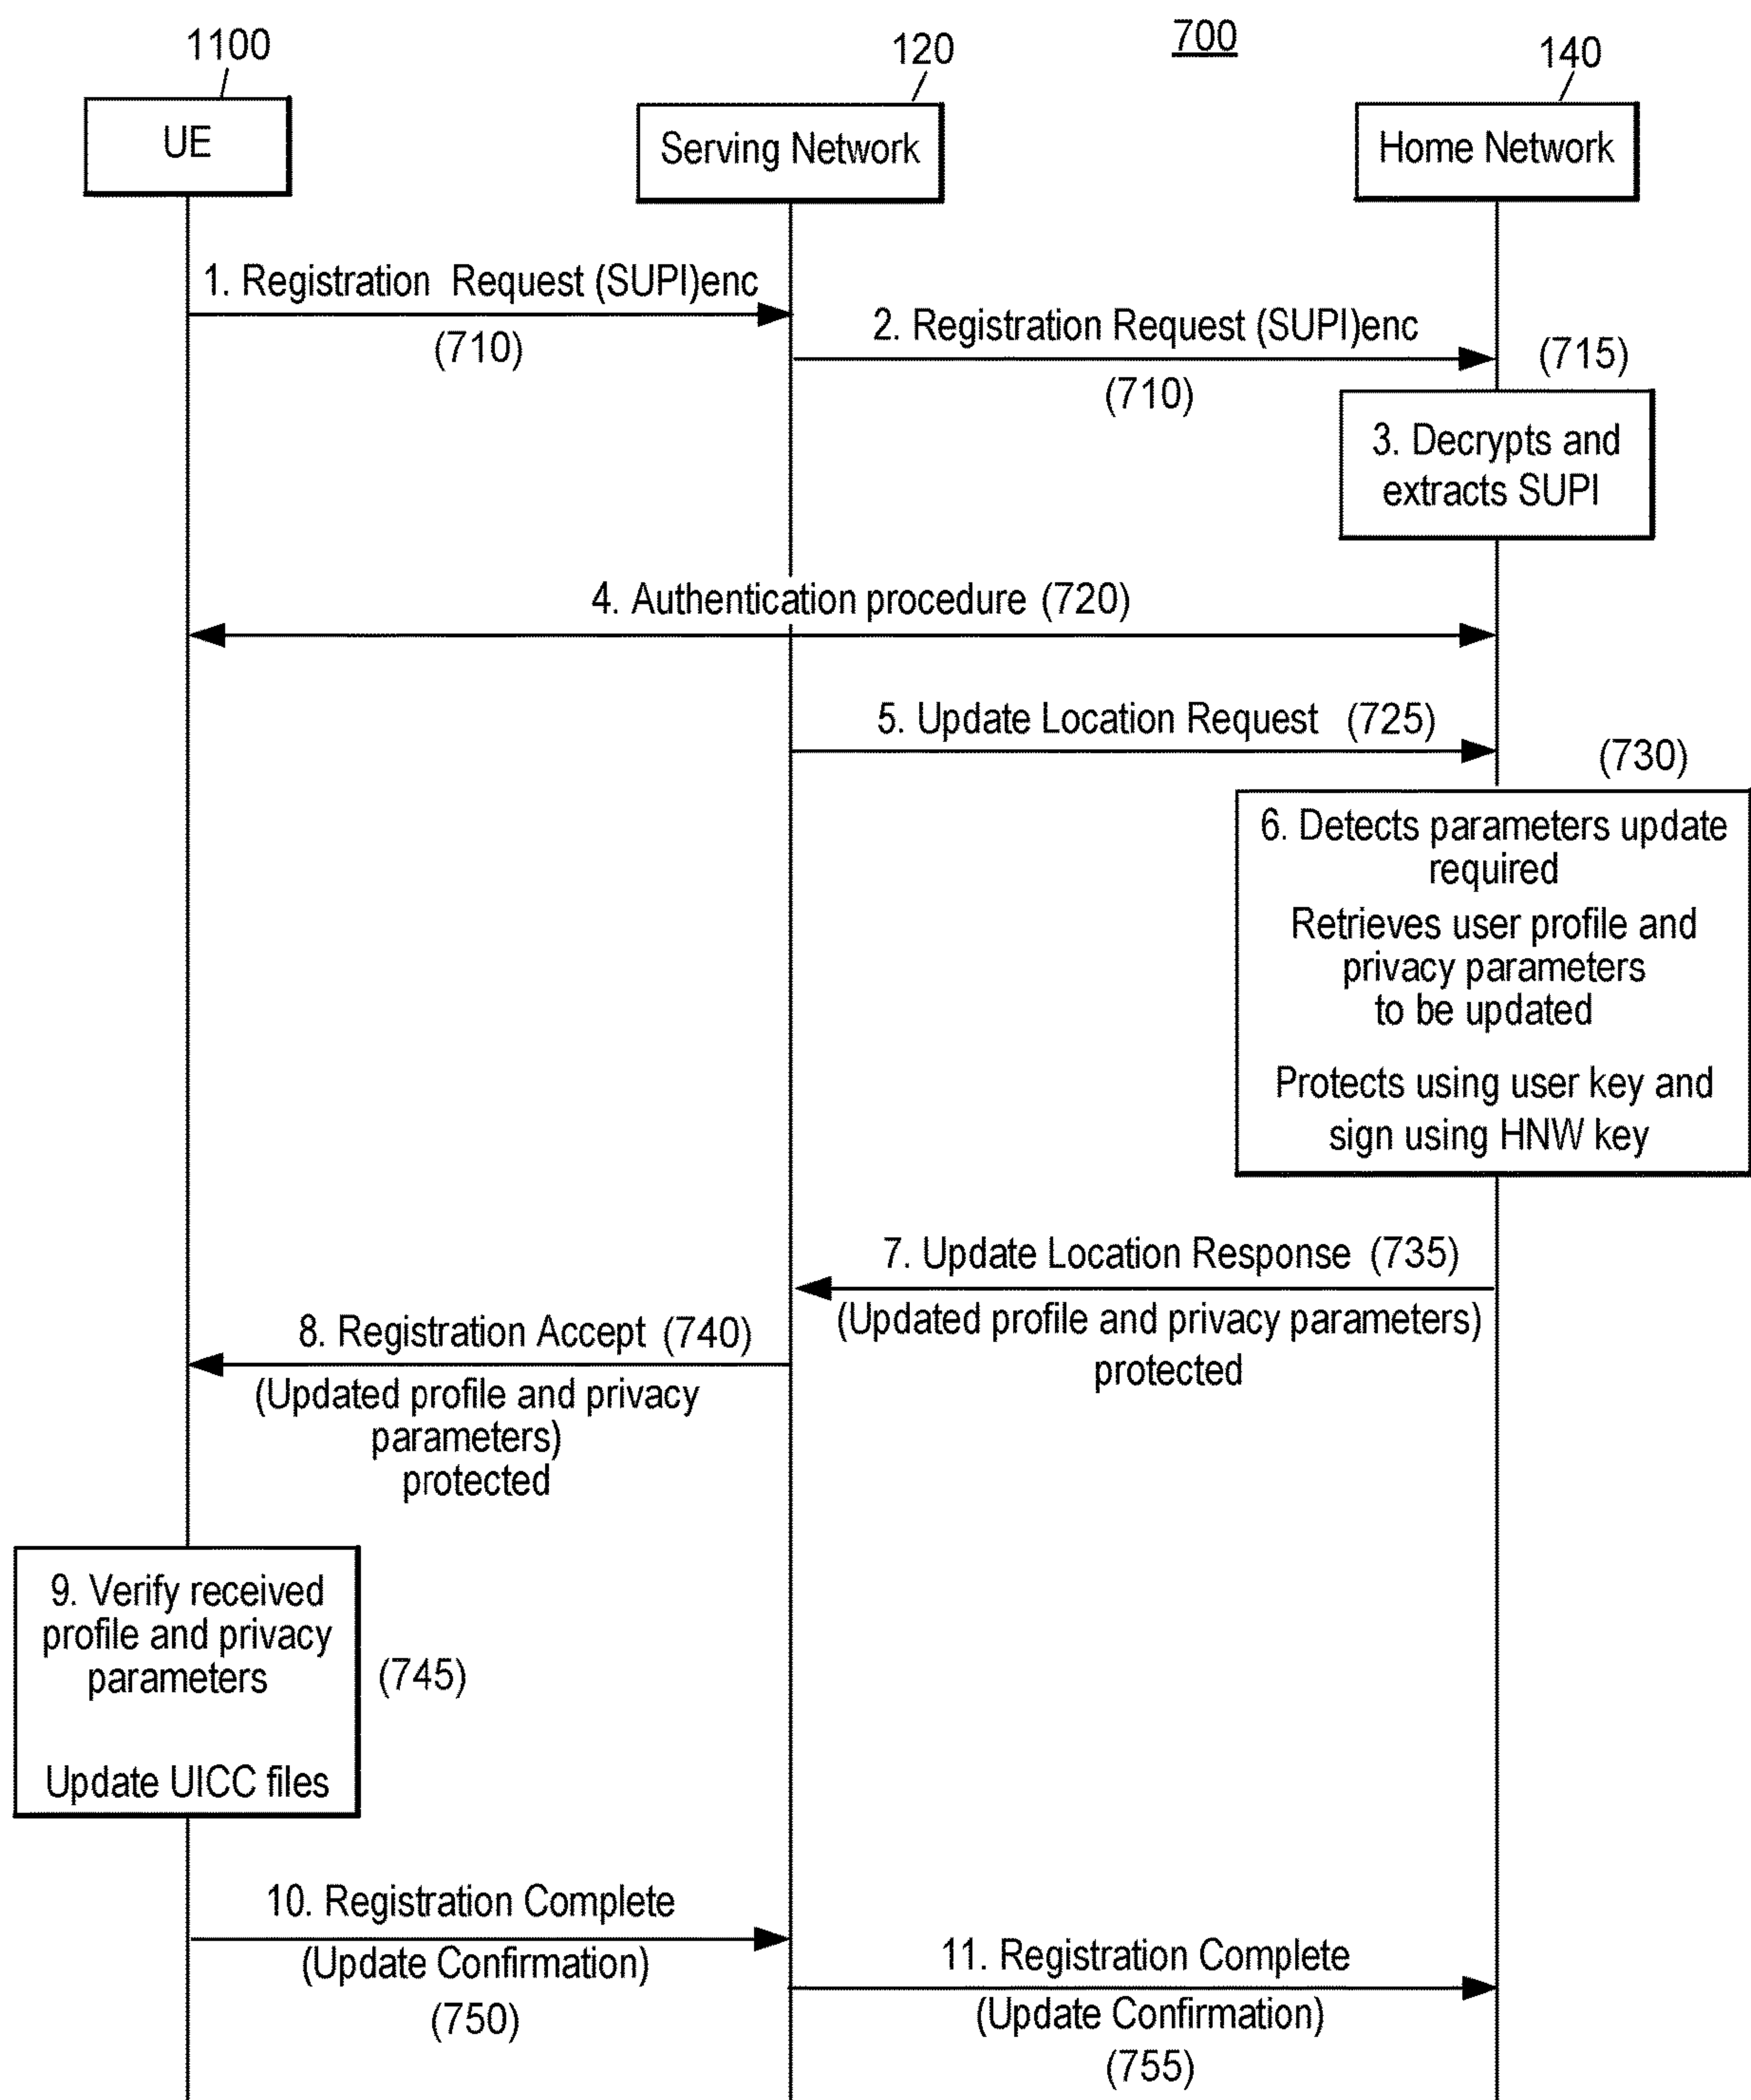 1100
120
700
140
UE
Serving Network
Home Network
1. Registration Request (SUPI)enc
(710)
2. Registration Request (SUPI)enc
(710)
(715)
3. Decrypts and
extracts SUPI
4. Authentication procedure (720)
5. Update Location Request (725)
(730)
6. Detects parameters update
required
Retrieves user profile and
privacy parameters
to be updated
Protects using user key and
sign using HNW key
7. Update Location Response (735)
(Updated profile and privacy parameters)
protected
8. Registration Accept (740)
(Updated profile and privacy
parameters)
protected
9. Verify received
profile and privacy
parameters
(745)
Update UICC files
10. Registration Complete
(Update Confirmation)
(750)
11. Registration Complete
(Update Confirmation)
(755)